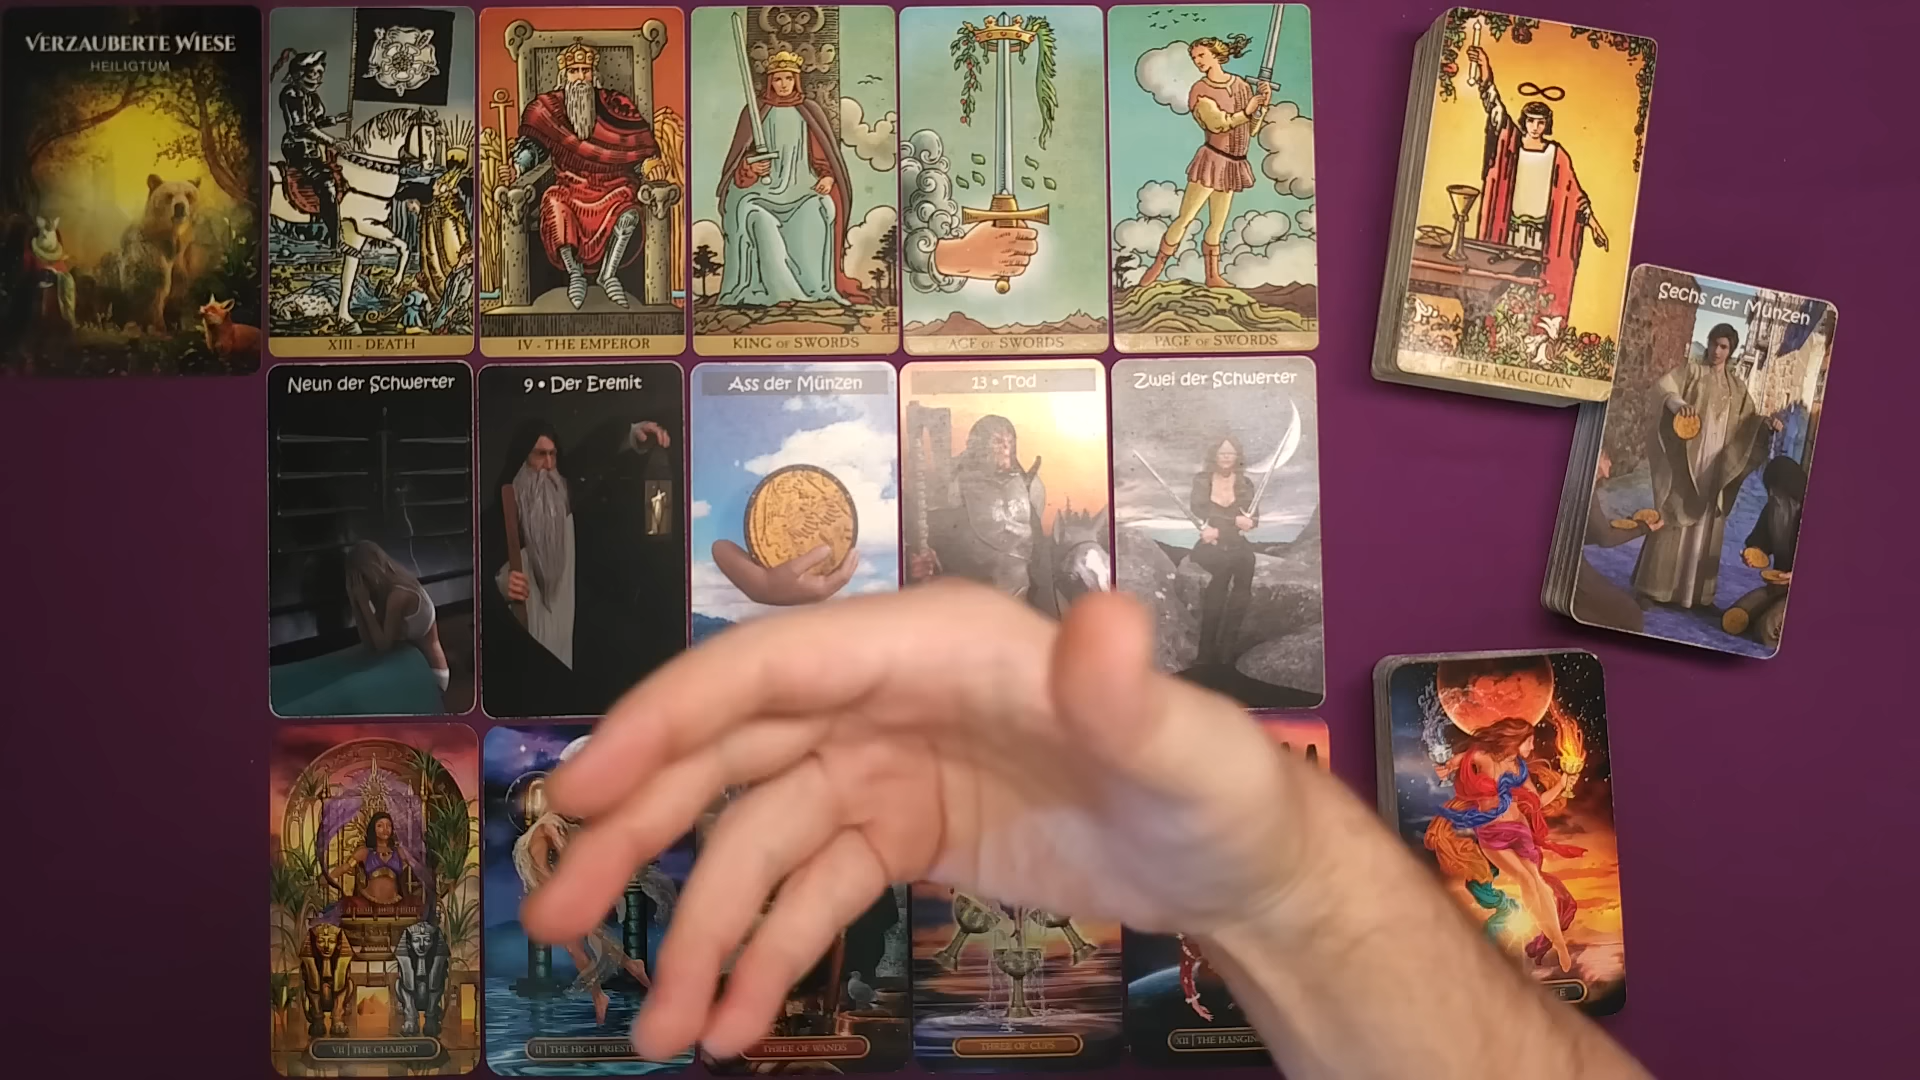 VERZAUBERTE WIESE
HEILIGTUM
XIII - DEATH
IV - THE EMPEROR
KING OF SWORDS
ACE OF SWORDS
PAGE OF SWORDS
I - THE MAGICIAN
Sechs der Münzen
Neun der Schwerter
9 • Der Eremit
Ass der Münzen
13 • Tod
Zwei der Schwerter
VII | THE CHARIOT
II | THE HIGH PRIESTE
THREE OF WANDS
THREE OF CUPS
XII | THE HANGIN